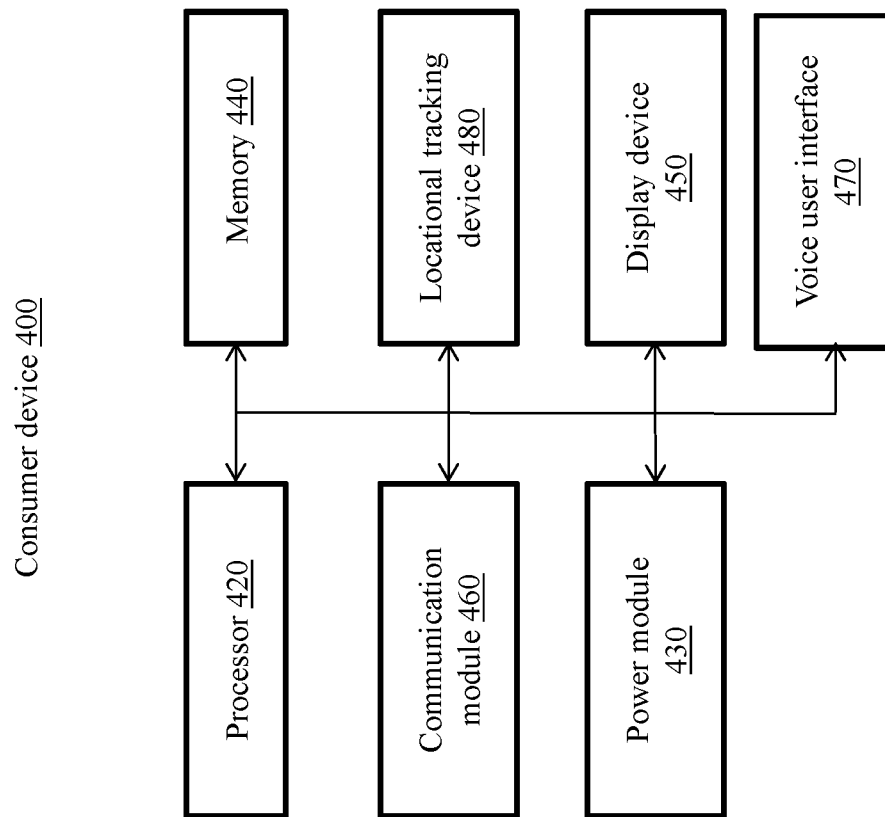 Consumer device 400
Processor 420
Memory 440
Communication
module 460
Locational tracking
device 480
Power module
430
Display device
450
Voice user interface
470